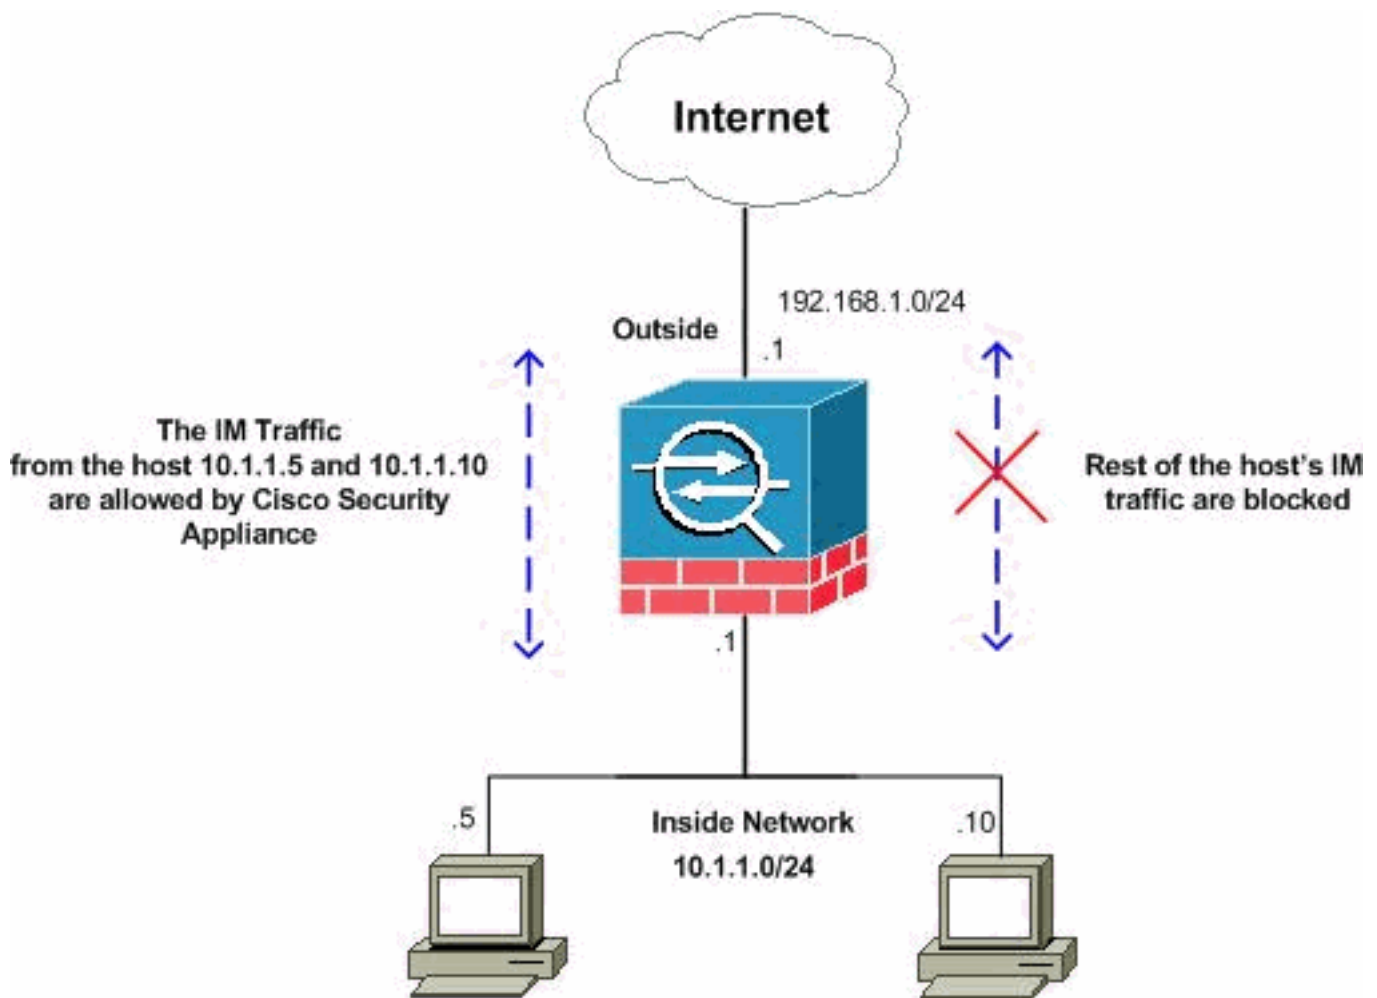 Internet
192.168.1.0/24
Outside
.1
The IM Traffic
from the host 10.1.1.5 and 10.1.1.10
are allowed by Cisco Security
Appliance
Rest of the host's IM
traffic are blocked
.1
.5
Inside Network
.10
10.1.1.0/24